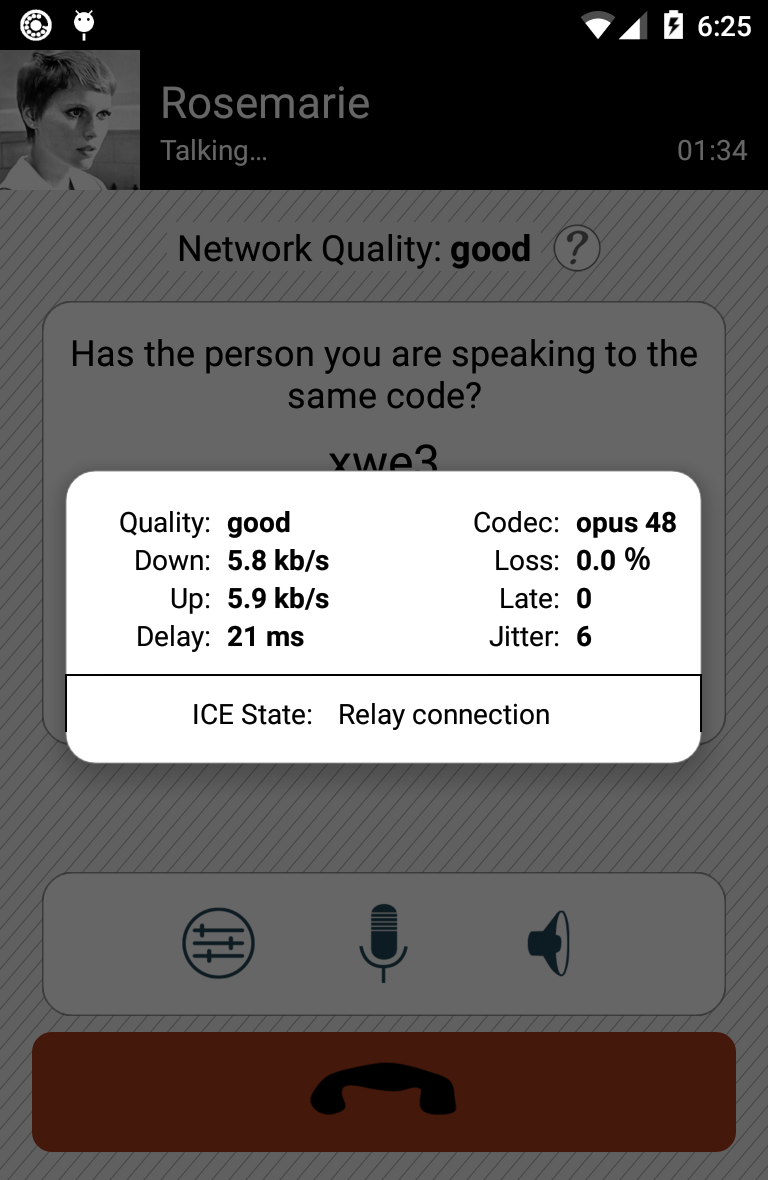 6:25
Rosemarie
Talking...
01:34
Network Quality: good ?
Has the person you are speaking to the
same code?
xwe3
Quality: good
Codec: opus 48
Down: 5.8 kb/s
Loss: 0.0 %
Up: 5.9 kb/s
Late: 0
Delay: 21 ms
Jitter: 6
ICE State: Relay connection